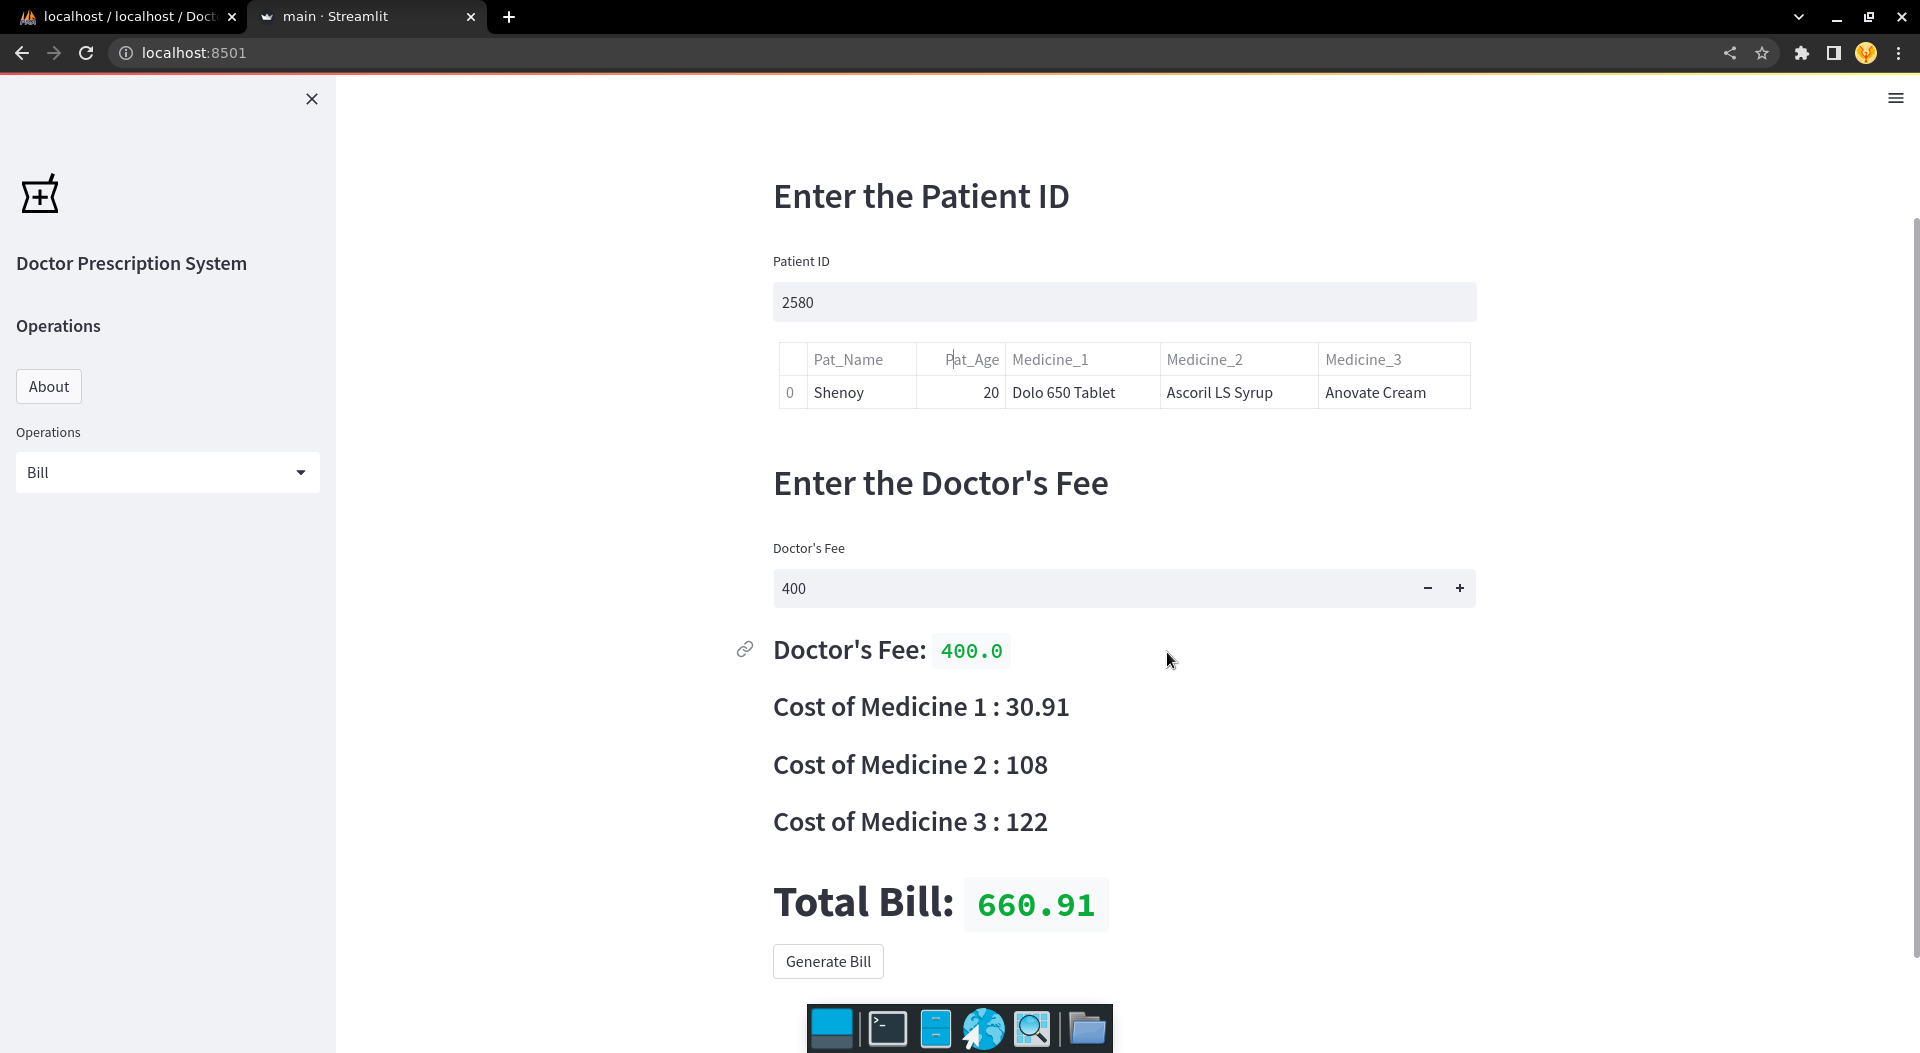 localhost / localhost / Doct
main · Streamlit
localhost:8501
Doctor Prescription System
Operations
About
Operations
Bill
Enter the Patient ID
Patient ID
2580
Pat_Name Pat_Age Medicine_1 Medicine_2 Medicine_3
0 Shenoy 20 Dolo 650 Tablet Ascoril LS Syrup Anovate Cream
Enter the Doctor's Fee
Doctor's Fee
400
Doctor's Fee: 400.0
Cost of Medicine 1 : 30.91
Cost of Medicine 2 : 108
Cost of Medicine 3 : 122
Total Bill: 660.91
Generate Bill